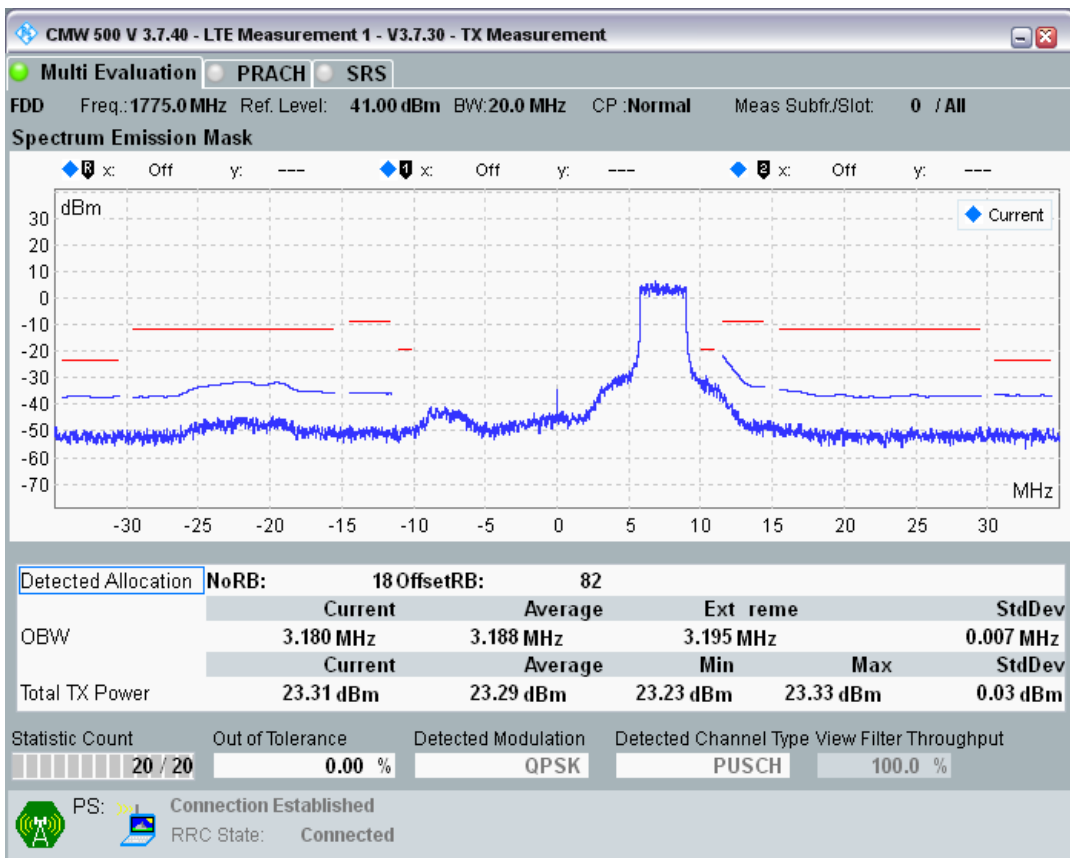 CMW 500 V 3.7.40 - LTE Measurement 1 - V3.7.30 - TX Measurement
Multi Evaluation PRACH SRS
FDD Freq.:1775.0 MHz Ref. Level: 41.00 dBm BW:20.0 MHz CP :Normal Meas Subfr./Slot: 0 / All
Spectrum Emission Mask
R x: Off y: --- 1 x: Off y: --- 2 x: Off y: ---
dBm
Current
30
20
10
0
-10
-20
-30
-40
-50
-60
-70
MHz
-30 -25 -20 -15 -10 -5 0 5 10 15 20 25 30
Detected Allocation NoRB: 18 OffsetRB: 82
Current Average Ext reme StdDev
OBW 3.180 MHz 3.188 MHz 3.195 MHz 0.007 MHz
Current Average Min Max StdDev
Total TX Power 23.31 dBm 23.29 dBm 23.23 dBm 23.33 dBm 0.03 dBm
Statistic Count Out of Tolerance Detected Modulation Detected Channel Type View Filter Throughput
20 / 20 0.00 % QPSK PUSCH 100.0 %
PS: Connection Established
RRC State: Connected